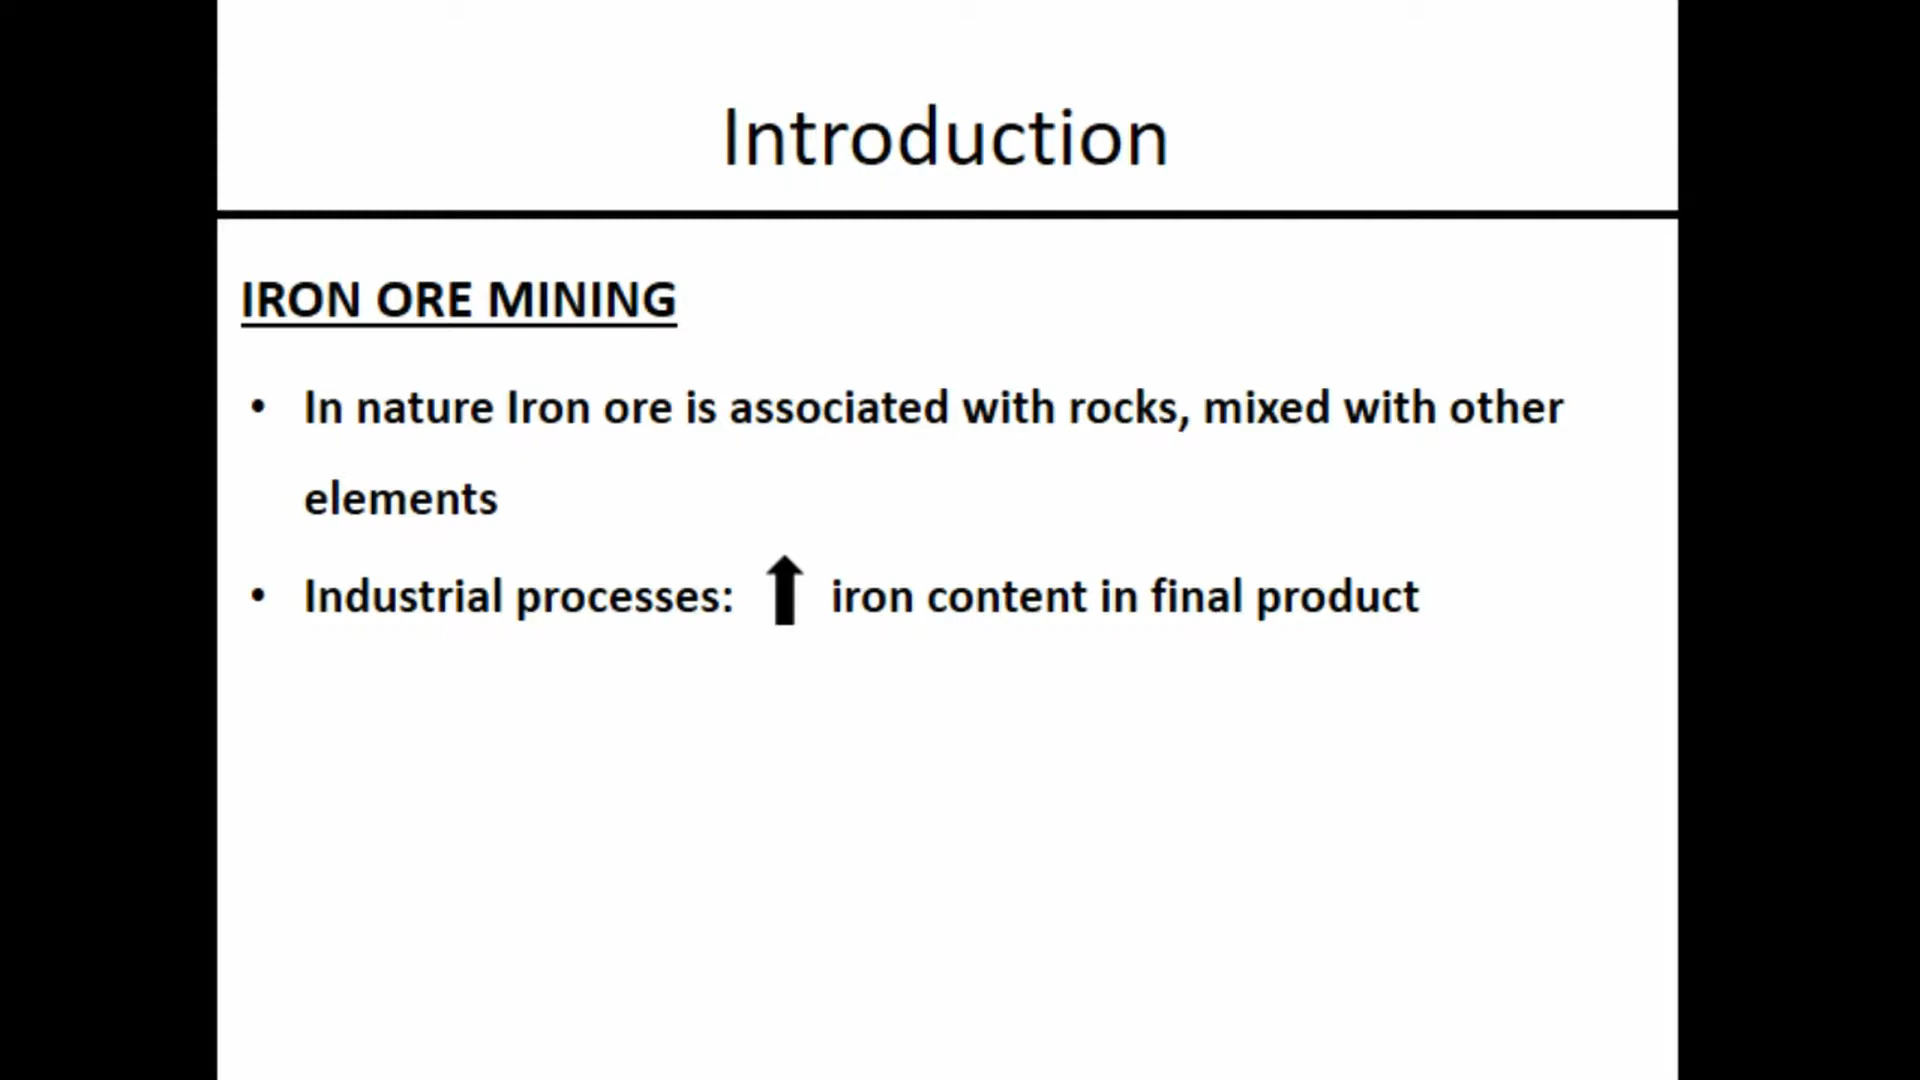 Introduction
IRON ORE MINING
• In nature Iron ore is associated with rocks, mixed with other
elements
• Industrial processes: ⬆ iron content in final product